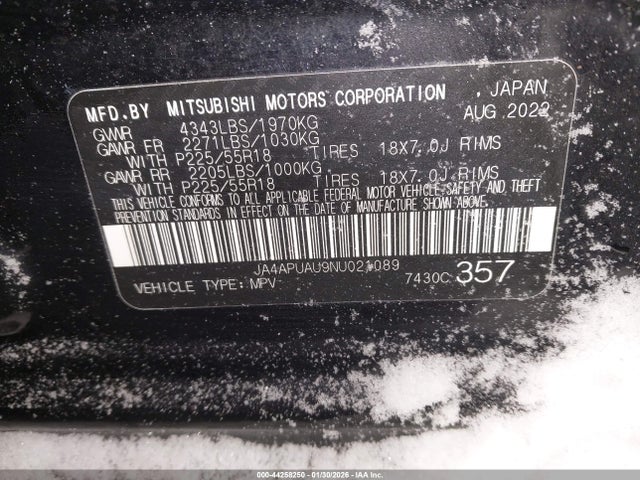 MFD.BY MITSUBISHI MOTORS CORPORATION , JAPAN
GVWR 4343LBS/1970KG AUG.2022
GAWR FR 2271LBS/1030KG
WITH P225/55R18 TIRES 18X7.0J RIMS
GAWR RR 2205LBS/1000KG
WITH P225/55R18 TIRES 18X7.0J RIMS
THIS VEHICLE CONFORMS TO ALL APPLICABLE FEDERAL MOTOR VEHICLE SAFETY AND THEFT
PREVENTION STANDARDS IN EFFECT ON THE DATE OF MANUFACTURE SHOWN ABOVE.
JA4APUAU9NU021089
VEHICLE TYPE: MPV 7430C 357
000-44258250 - 01/30/2026 - IAA Inc. - Copyright